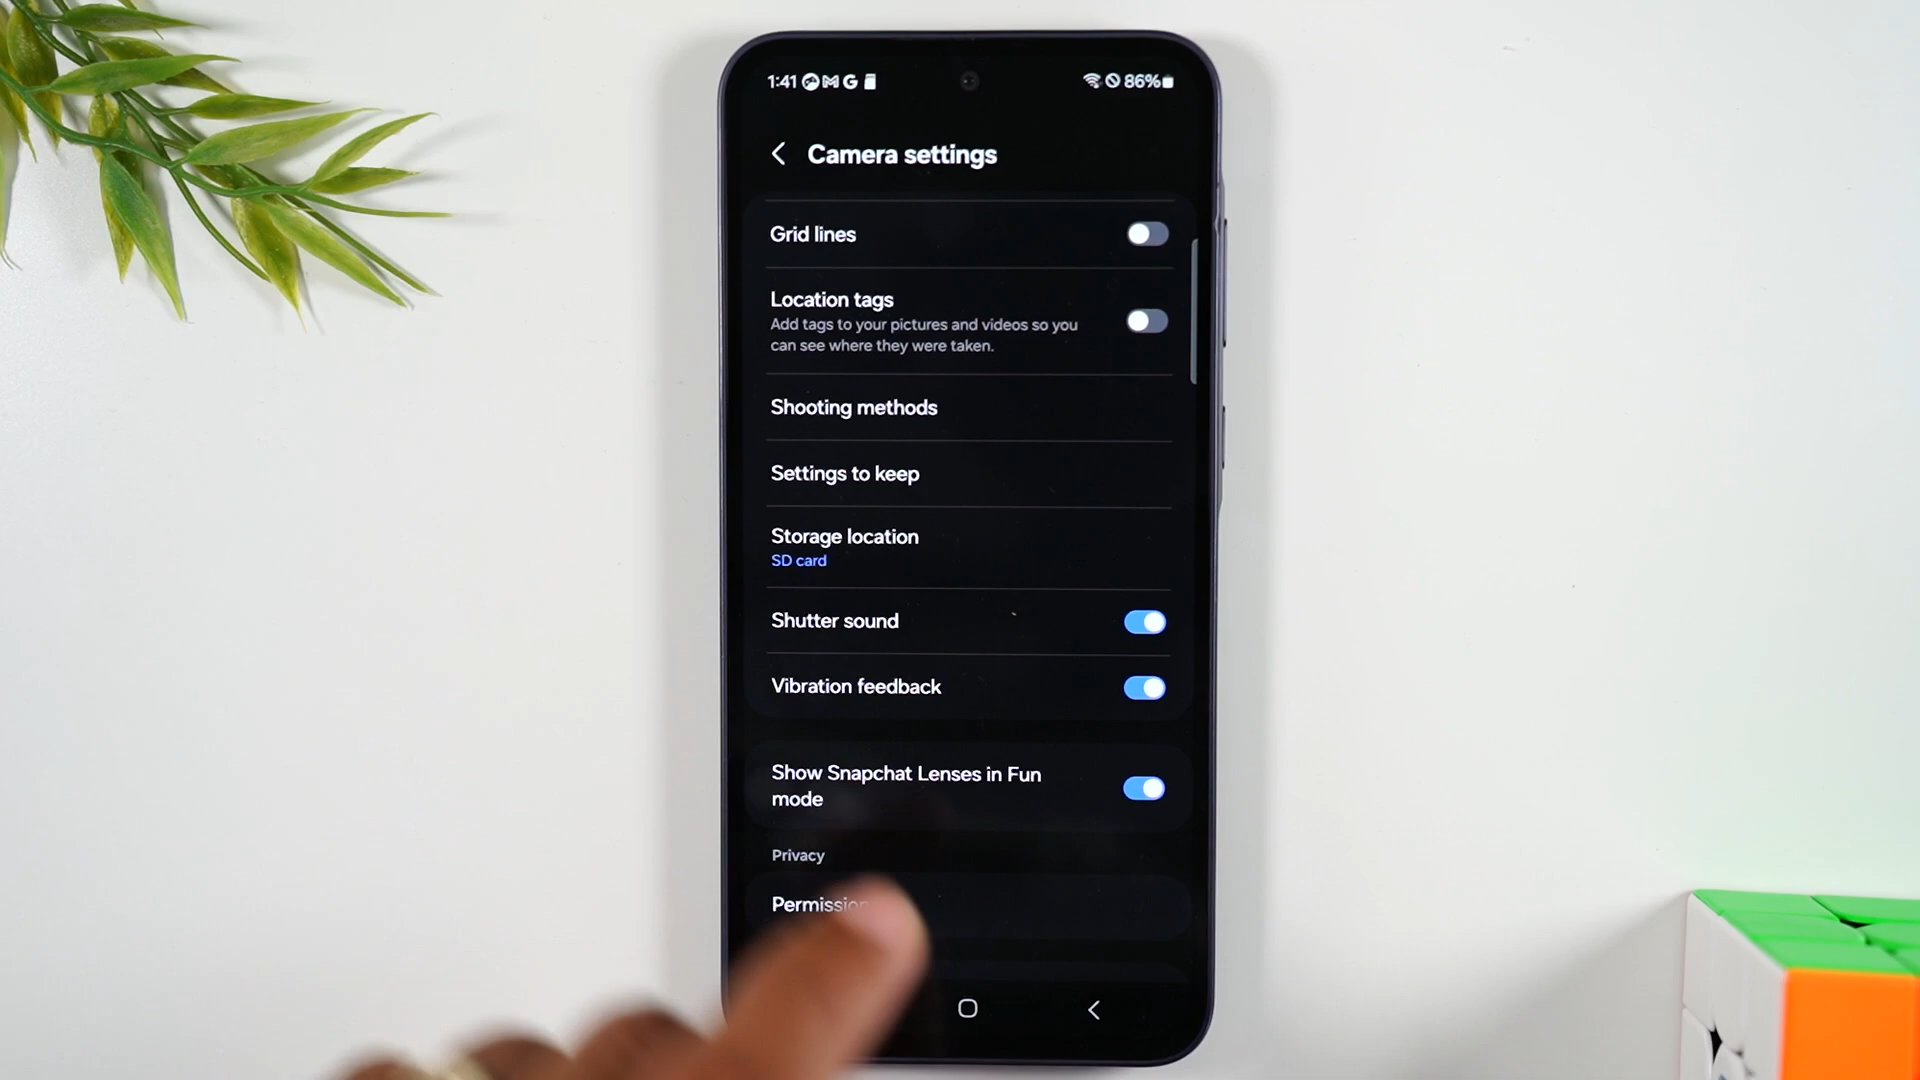 1:41
86%
Camera settings
Grid lines
Location tags
Add tags to your pictures and videos so you
can see where they were taken.
Shooting methods
Settings to keep
Storage location
SD card
Shutter sound
Vibration feedback
Show Snapchat Lenses in Fun
mode
Privacy